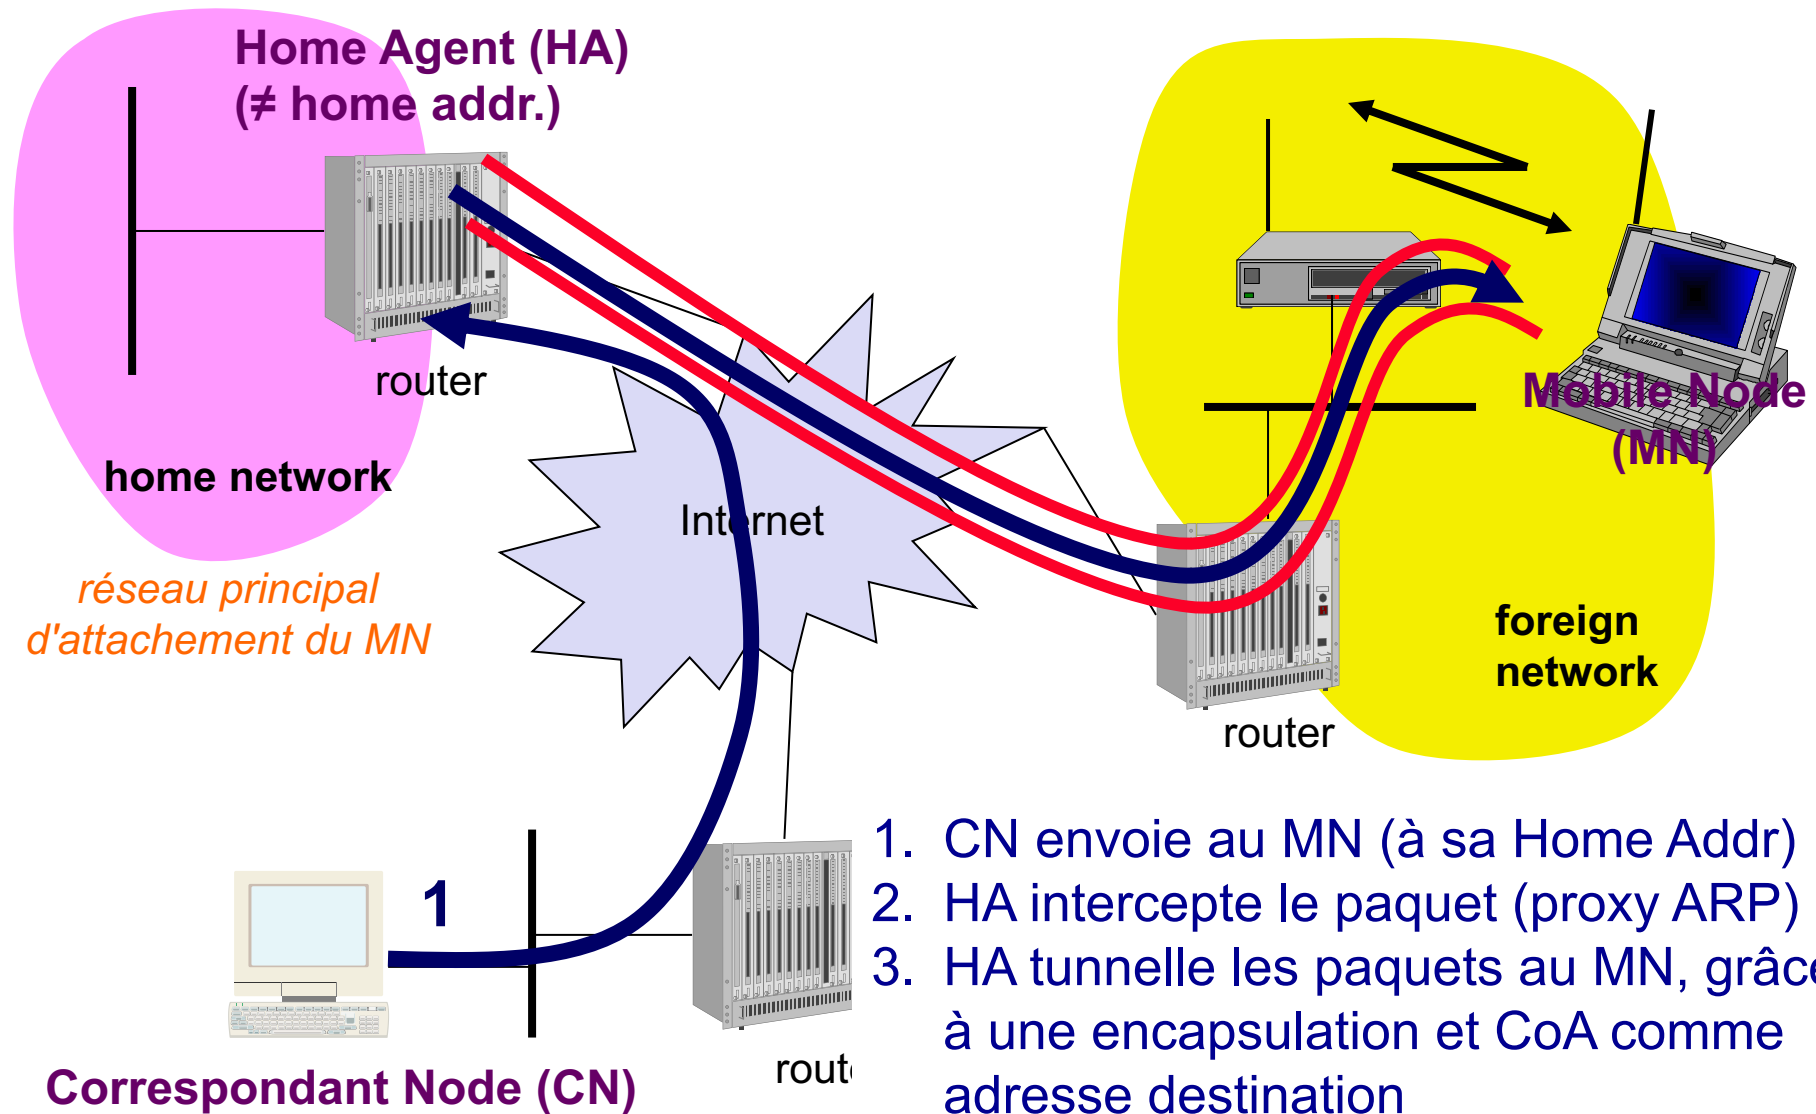 Home Agent (HA)
(≠ home addr.)
router
home network
réseau principal
d'attachement du MN
Internet
Mobile Node
(MN)
foreign
network
router
1
Correspondant Node (CN)
1. CN envoie au MN (à sa Home Addr)
2. HA intercepte le paquet (proxy ARP)
3. HA tunnelle les paquets au MN, grâce
à une encapsulation et CoA comme
adresse destination